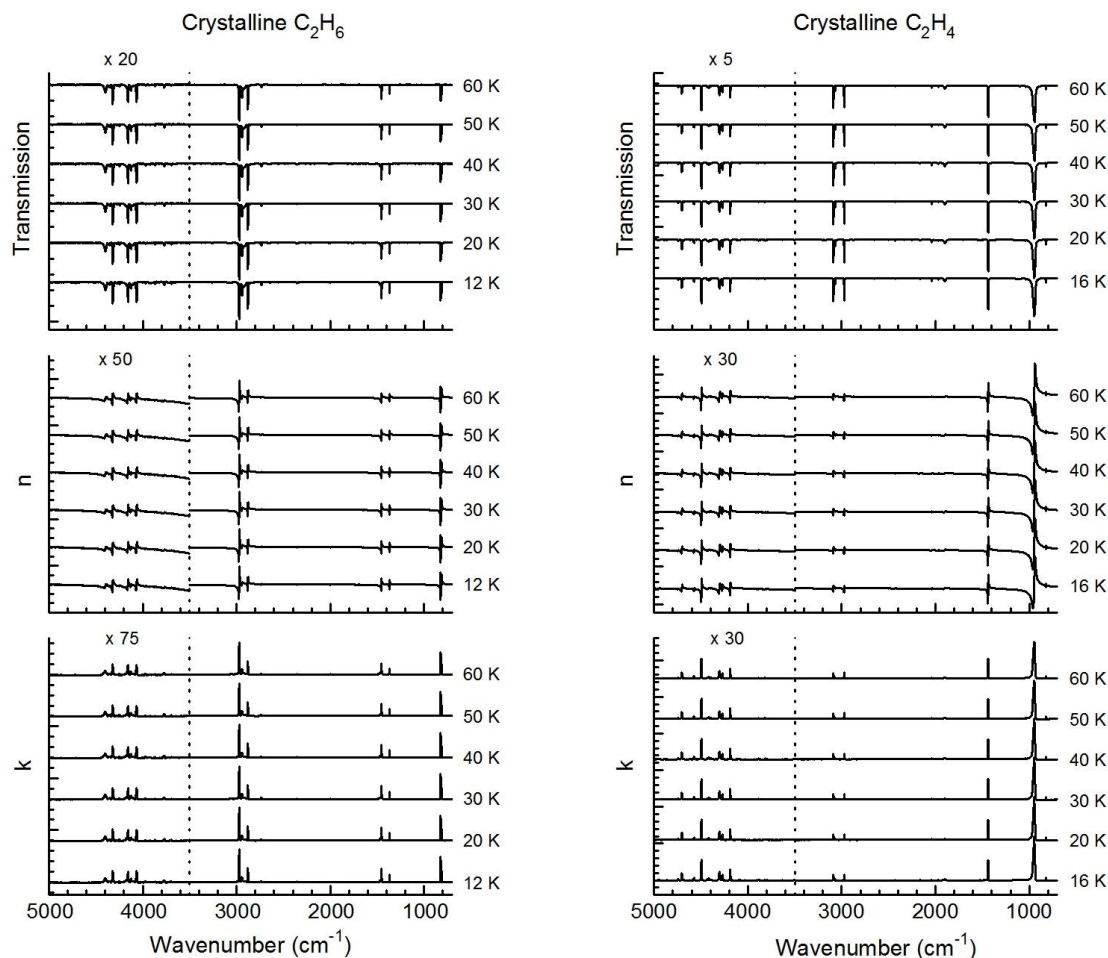 Crystalline C₂H₆
x 20
Transmission
60 K
50 K
40 K
30 K
20 K
12 K
x 50
n
60 K
50 K
40 K
30 K
20 K
12 K
x 75
k
60 K
50 K
40 K
30 K
20 K
12 K
5000 4000 3000 2000 1000
Wavenumber (cm⁻¹)
Crystalline C₂H₄
x 5
Transmission
60 K
50 K
40 K
30 K
20 K
16 K
x 30
n
60 K
50 K
40 K
30 K
20 K
16 K
x 30
k
60 K
50 K
40 K
30 K
20 K
16 K
5000 4000 3000 2000 1000
Wavenumber (cm⁻¹)